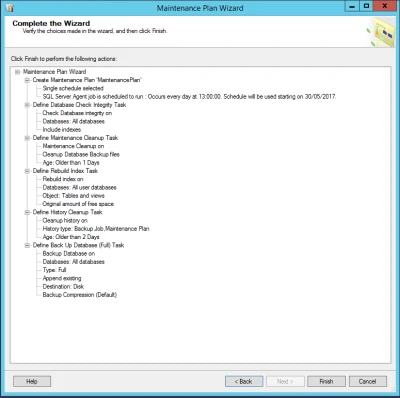 Maintenance Plan Wizard
Complete the Wizard
Verify the choices made in the wizard, and then click Finish.
Click Finish to perform the following actions:
Maintenance Plan Wizard
Create Maintenance Plan 'MaintenancePlan'
Single schedule selected
SQL Server Agent job is scheduled to run : Occurs every day at 13:00:00. Schedule will be used starting on 30/05/2017.
Define Database Check Integrity Task
Check Database integrity on
Databases: All databases
Include indexes
Define Maintenance Cleanup Task
Maintenance Cleanup on
Cleanup Database Backup files
Age: Older than 1 Days
Define Rebuild Index Task
Rebuild index on
Databases: All user databases
Object: Tables and views
Original amount of free space
Define History Cleanup Task
Cleanup history on
History type: Backup,Job,Maintenance Plan
Age: Older than 2 Days
Define Back Up Database (Full) Task
Backup Database on
Databases: All databases
Type: Full
Append existing
Destination: Disk
Backup Compression (Default)
Help
< Back
Next >
Finish
Cancel